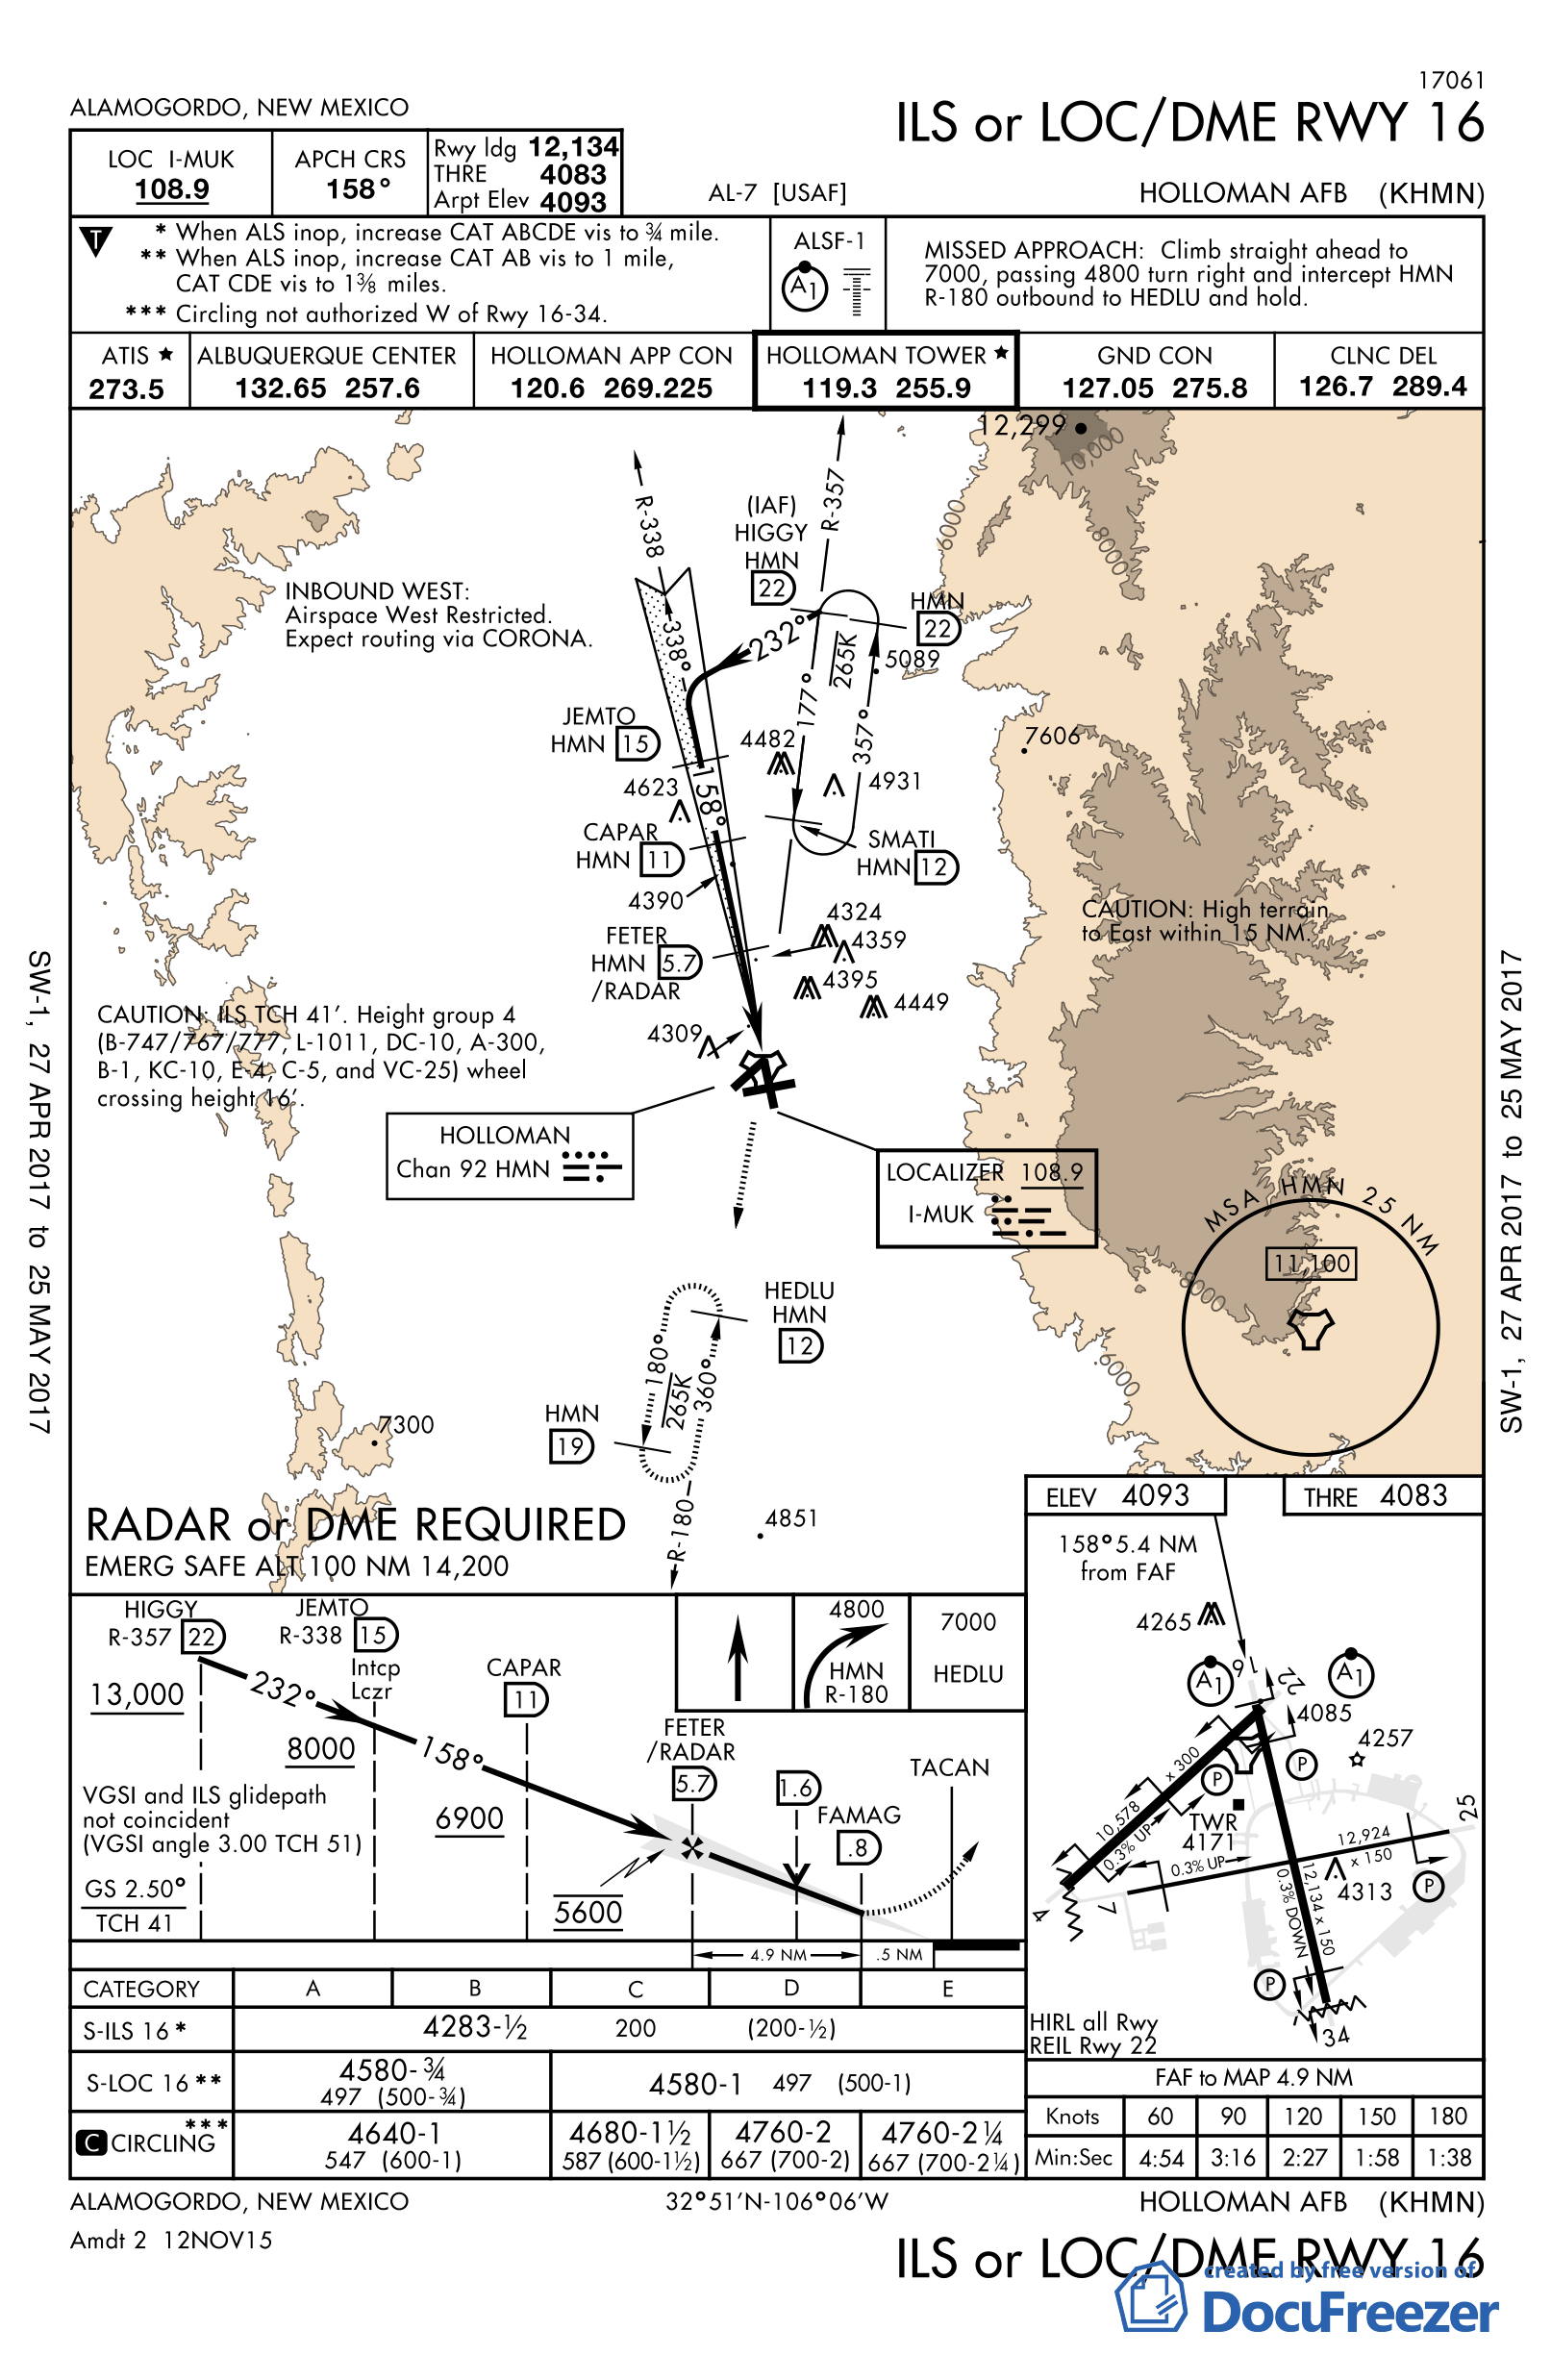 17061
ALAMOGORDO, NEW MEXICO
ILS or LOC/DME RWY 16
LOC I-MUK
108.9
APCH CRS
158°
Rwy ldg 12,134
THRE 4083
Arpt Elev 4093
AL-7 [USAF]
HOLLOMAN AFB (KHMN)
T
* When ALS inop, increase CAT ABCDE vis to ¾ mile.
** When ALS inop, increase CAT AB vis to 1 mile,
CAT CDE vis to 1⅜ miles.
*** Circling not authorized W of Rwy 16-34.
ALSF-1
A1
MISSED APPROACH: Climb straight ahead to
7000, passing 4800 turn right and intercept HMN
R-180 outbound to HEDLU and hold.
ATIS ★
273.5
ALBUQUERQUE CENTER
132.65 257.6
HOLLOMAN APP CON
120.6 269.225
HOLLOMAN TOWER ★
119.3 255.9
GND CON
127.05 275.8
CLNC DEL
126.7 289.4
12,299
10,000
8000
6000
R-338
R-357
(IAF)
HIGGY
HMN
22
HMN
22
INBOUND WEST:
Airspace West Restricted.
Expect routing via CORONA.
338°
232°
265K
5089
177°
357°
JEMTO
HMN 15
4482
7606
4623
158°
4931
CAPAR
HMN 11
SMATI
HMN 12
4390
4324
4359
CAUTION: High terrain
to East within 15 NM.
FETER
HMN 5.7
/RADAR
4395
4449
CAUTION: ILS TCH 41'. Height group 4
(B-747/767/777, L-1011, DC-10, A-300,
B-1, KC-10, E-4, C-5, and VC-25) wheel
crossing height 16'.
4309
HOLLOMAN
Chan 92 HMN
LOCALIZER 108.9
I-MUK
MSA HMN 25 NM
11,100
8000
6000
HEDLU
HMN
12
180°
265K
360°
HMN
19
7300
R-180
4851
RADAR or DME REQUIRED
EMERG SAFE ALT 100 NM 14,200
SW-1, 27 APR 2017 to 25 MAY 2017
SW-1, 27 APR 2017 to 25 MAY 2017
ELEV 4093
THRE 4083
158° 5.4 NM
from FAF
4265
A1
16
22
A1
4085
4257
P
P
x 300
10,578
0.3% UP
TWR
4171
25
12,924
x 150
0.3% UP
4313
P
12,134 x 150
0.3% DOWN
4
7
P
34
HIRL all Rwy
REIL Rwy 22
FAF to MAP 4.9 NM
Knots 60 90 120 150 180
Min:Sec 4:54 3:16 2:27 1:58 1:38
HIGGY
R-357 22
JEMTO
R-338 15
Intcp
Lczr
CAPAR
11
4800
HMN
R-180
7000
HEDLU
13,000
232°
8000
158°
FETER
/RADAR
5.7
1.6
TACAN
FAMAG
.8
VGSI and ILS glidepath
not coincident
(VGSI angle 3.00 TCH 51)
6900
GS 2.50°
TCH 41
5600
4.9 NM
.5 NM
CATEGORY A B C D E
S-ILS 16 * 4283-½ 200 (200-½)
S-LOC 16 ** 4580-¾
497 (500-¾)
4580-1 497 (500-1)
C CIRCLING ***
4640-1
547 (600-1)
4680-1½
587 (600-1½)
4760-2
667 (700-2)
4760-2¼
667 (700-2¼)
ALAMOGORDO, NEW MEXICO
32°51'N-106°06'W
HOLLOMAN AFB (KHMN)
Amdt 2 12NOV15
ILS or LOC/DME RWY 16
created by free version of
DocuFreezer